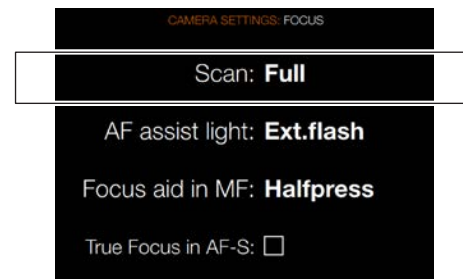 CAMERA SETTINGS: FOCUS
Scan: Full
AF assist light: Ext.flash
Focus aid in MF: Halfpress
True Focus in AF-S: